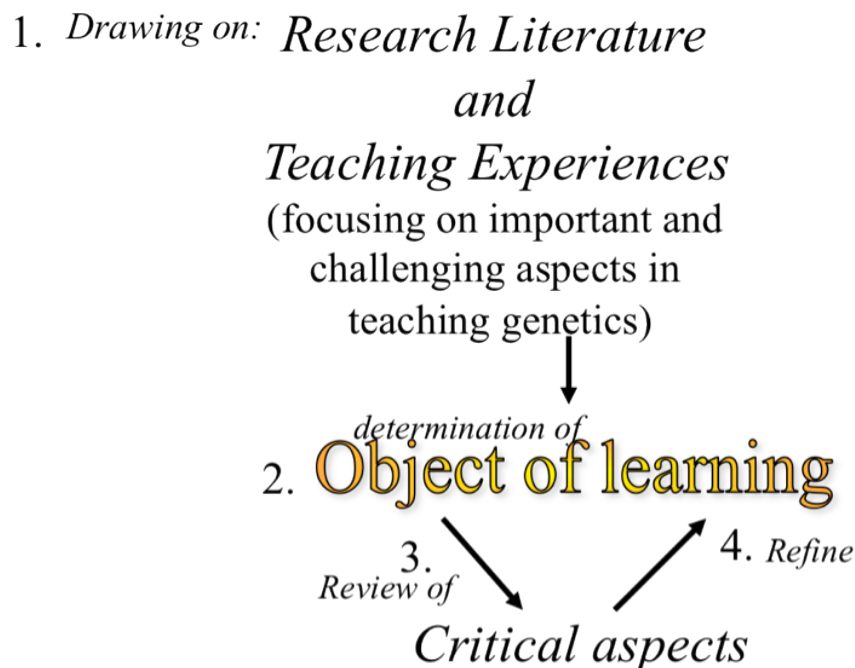 1. Drawing on: Research Literature
and
Teaching Experiences
(focusing on important and
challenging aspects in
teaching genetics)
determination of
2. Object of learning
3.
Review of
4. Refine
Critical aspects